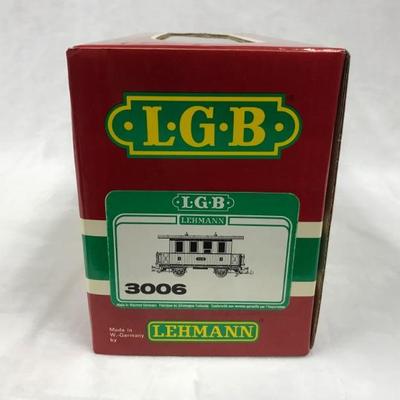 L·G·B
·L·G·B·
LEHMANN
3006
Made in
W.-Germany
by
LEHMANN